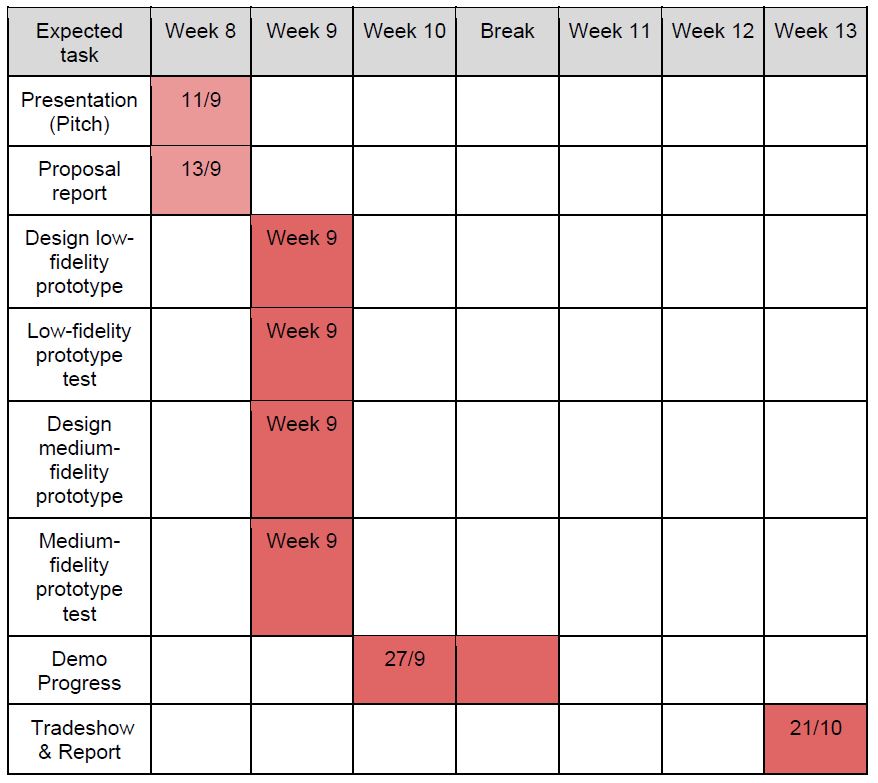 Expected task Week 8 Week 9 Week 10 Break Week 11 Week 12 Week 13
Presentation (Pitch) 11/9
Proposal report 13/9
Design low-fidelity prototype Week 9
Low-fidelity prototype test Week 9
Design medium-fidelity prototype Week 9
Medium-fidelity prototype test Week 9
Demo Progress 27/9
Tradeshow & Report 21/10